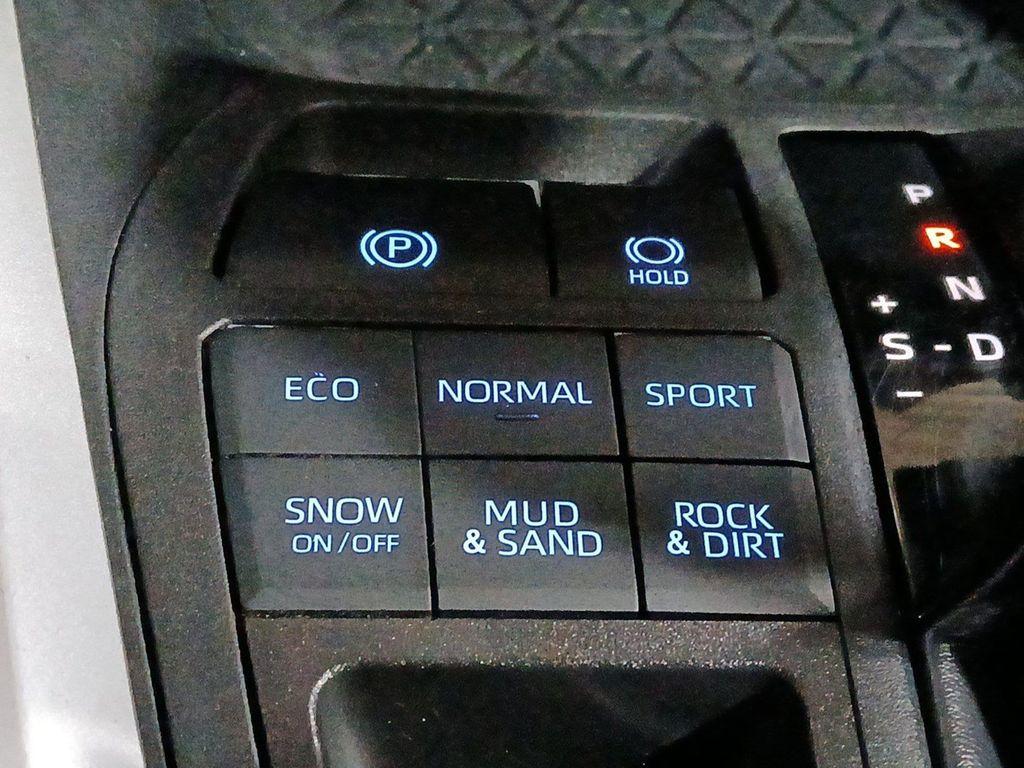 P
HOLD
P
R
N
+
S - D
−
ECO
NORMAL
SPORT
SNOW
ON/OFF
MUD
& SAND
ROCK
& DIRT